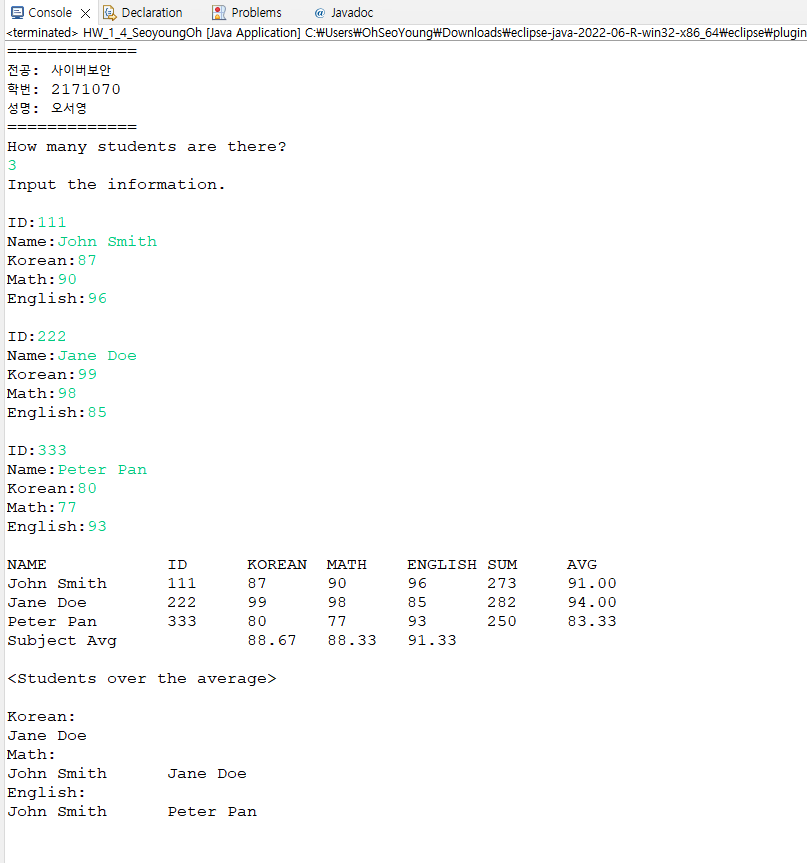 Console Declaration Problems @ Javadoc
<terminated> HW_1_4_SeoyoungOh [Java Application] C:₩Users₩OhSeoYoung₩Downloads₩eclipse-java-2022-06-R-win32-x86_64₩eclipse₩plugin
=============
전공: 사이버보안
학번: 2171070
성명: 오서영
=============
How many students are there?
3
Input the information.
ID:111
Name:John Smith
Korean:87
Math:90
English:96
ID:222
Name:Jane Doe
Korean:99
Math:98
English:85
ID:333
Name:Peter Pan
Korean:80
Math:77
English:93
NAME ID KOREAN MATH ENGLISH SUM AVG
John Smith 111 87 90 96 273 91.00
Jane Doe 222 99 98 85 282 94.00
Peter Pan 333 80 77 93 250 83.33
Subject Avg 88.67 88.33 91.33
<Students over the average>
Korean:
Jane Doe
Math:
John Smith Jane Doe
English:
John Smith Peter Pan